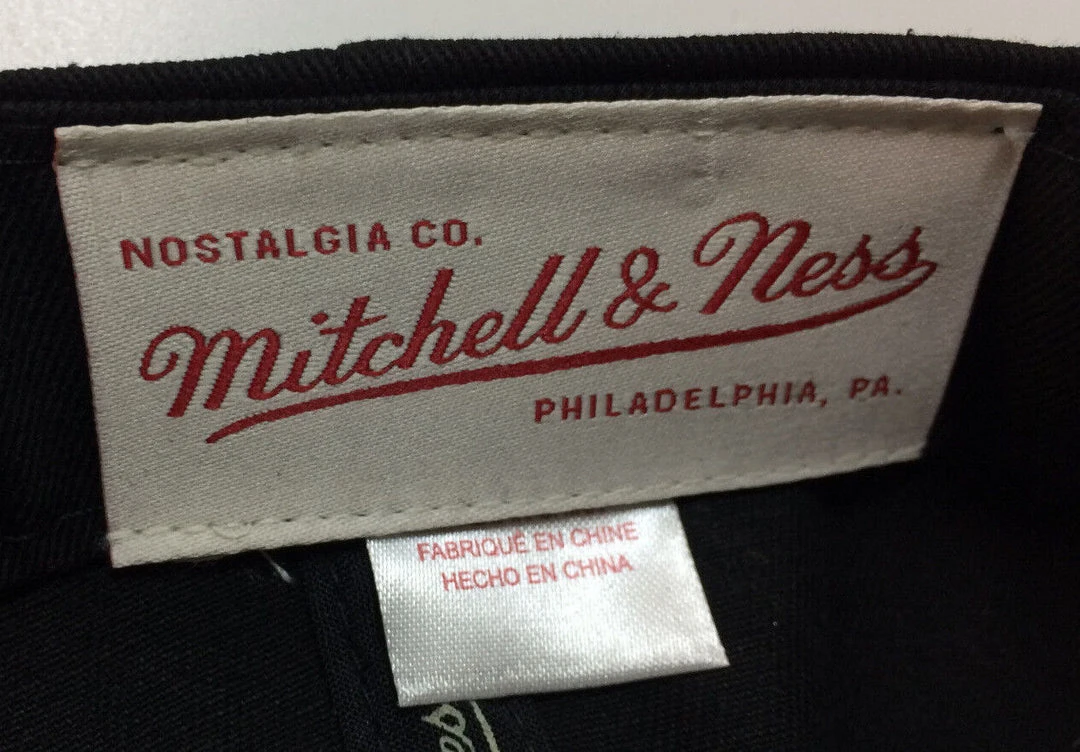 NOSTALGIA CO.
Mitchell & Ness
PHILADELPHIA, PA.
FABRIQUÉ EN CHINE
HECHO EN CHINA